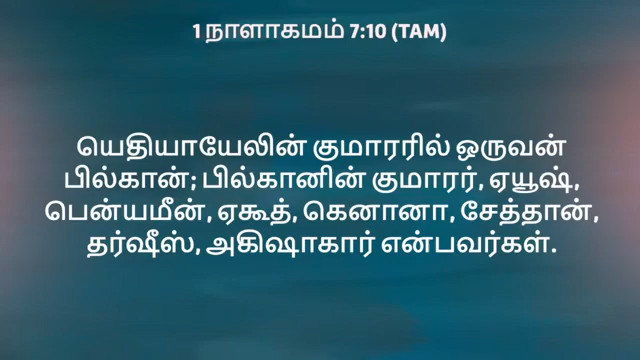 1 நாளாகமம் 7:10 (TAM)
யெதியாயேலின் குமாரரில் ஒருவன்
பில்கான்; பில்கானின் குமாரர், ஏயூஷ்,
பென்யமீன், ஏகூத், கெனானா, சேத்தான்,
தர்ஷீஸ், அகிஷாகார் என்பவர்கள்.